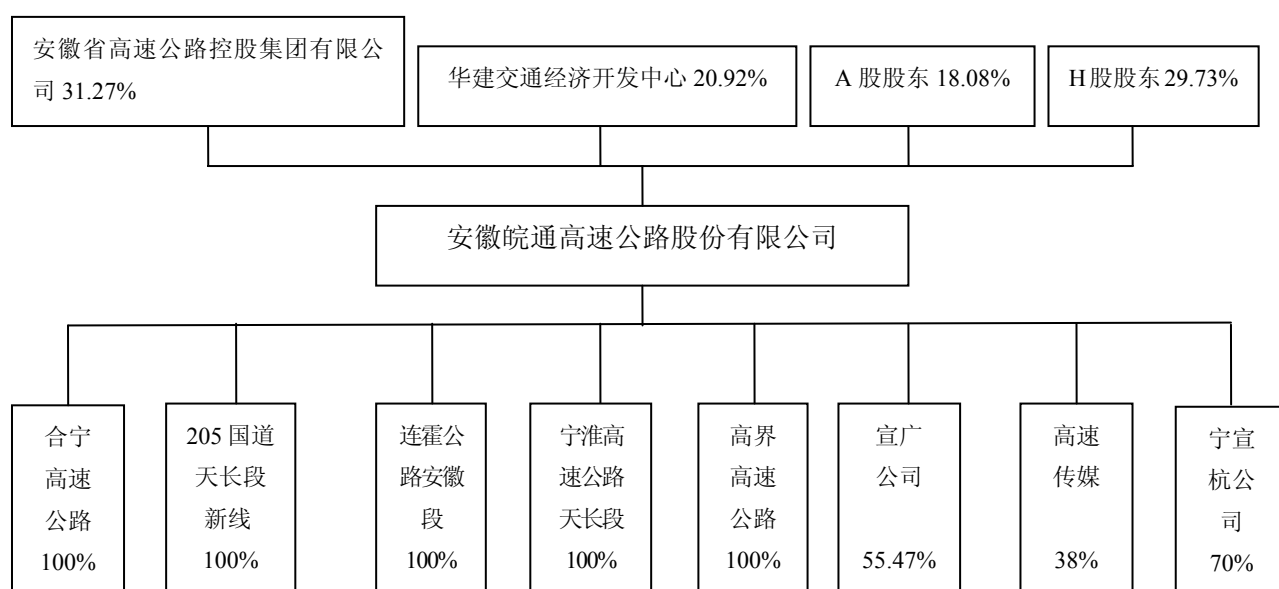 安徽省高速公路控股集团有限公
司 31.27%
华建交通经济开发中心 20.92%
A 股股东 18.08%
H 股股东 29.73%
安徽皖通高速公路股份有限公司
合宁
高速
公路
100%
205 国道
天长段
新线
100%
连霍公
路安徽
段
100%
宁淮高
速公路
天长段
100%
高界
高速
公路
100%
宣广
公司
55.47%
高速
传媒
38%
宁宣
杭公
司
70%